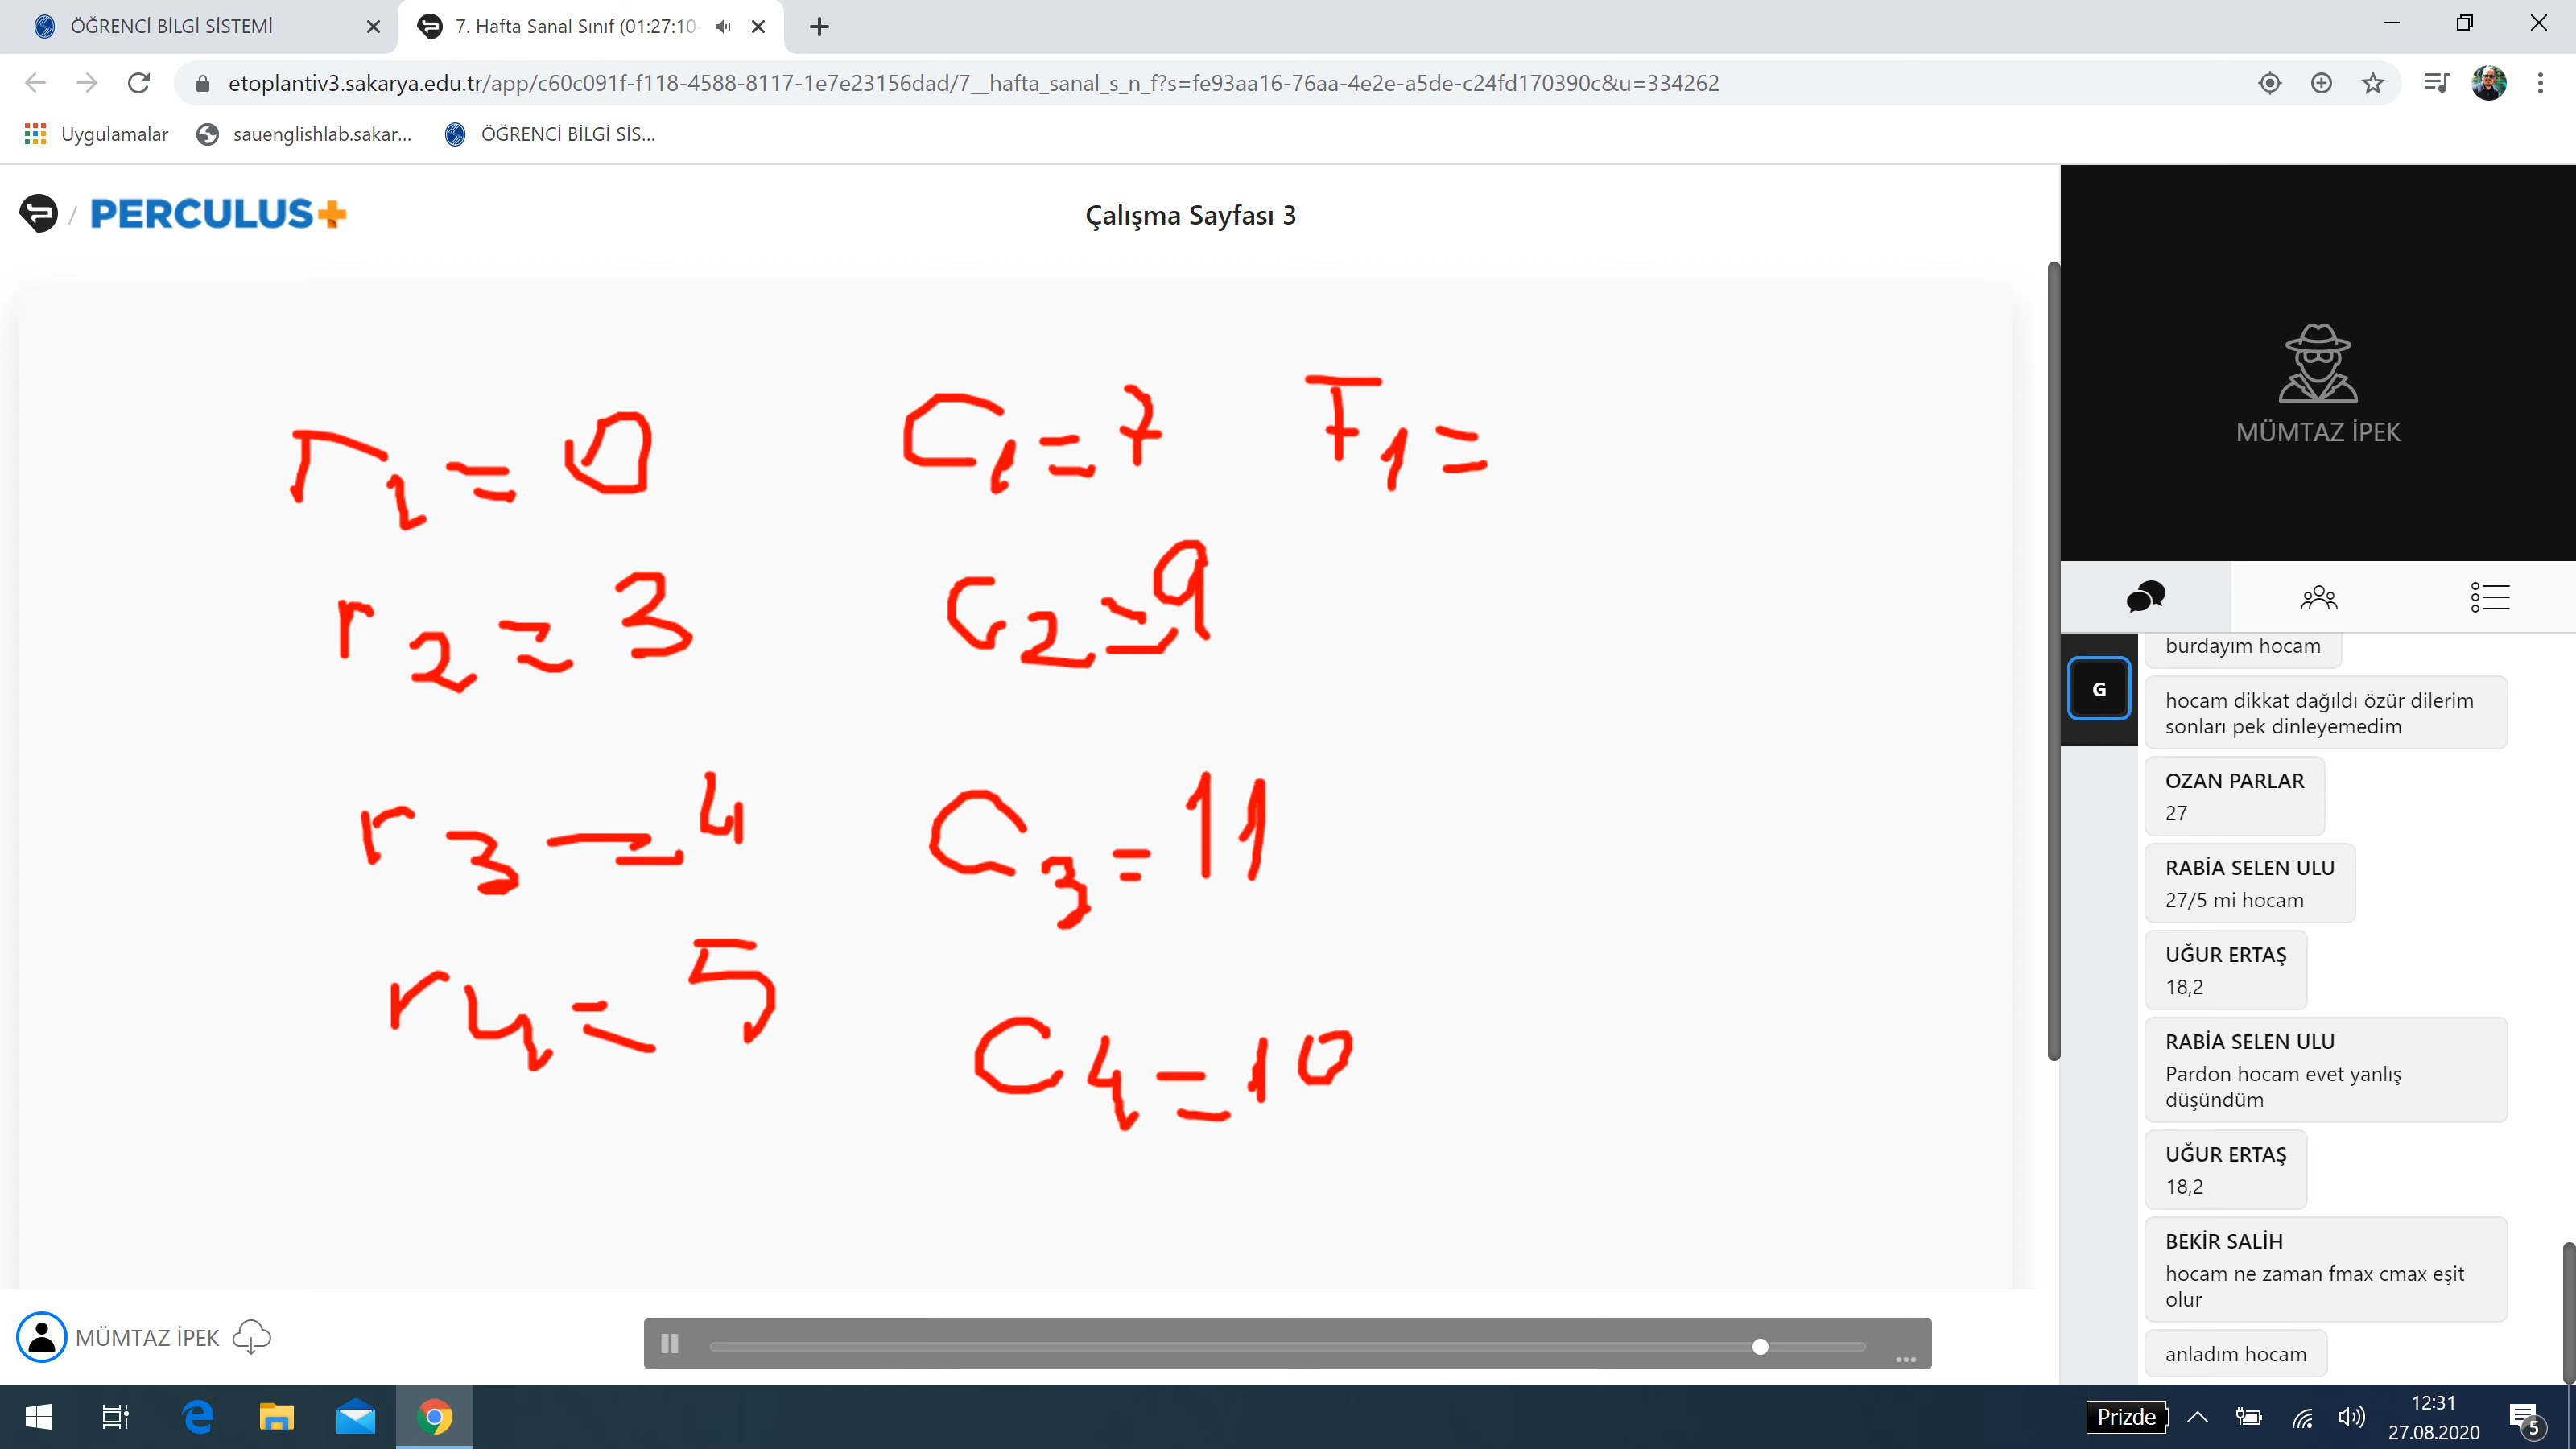 ÖĞRENCİ BİLGİ SİSTEMİ
7. Hafta Sanal Sınıf (01:27:10-
etoplantiv3.sakarya.edu.tr/app/c60c091f-f118-4588-8117-1e7e23156dad/7__hafta_sanal_s_n_f?s=fe93aa16-76aa-4e2e-a5de-c24fd170390c&u=334262
Uygulamalar
sauenglishlab.sakar...
ÖĞRENCİ BİLGİ SİS...
/ PERCULUS+
Çalışma Sayfası 3
r1 = 0 C1 = 7 F1 =
r2 = 3 C2 = 9
r3 = 4 C3 = 11
r4 = 5 C4 = 10
MÜMTAZ İPEK
G
burdayım hocam
hocam dikkat dağıldı özür dilerim
sonları pek dinleyemedim
OZAN PARLAR
27
RABİA SELEN ULU
27/5 mi hocam
UĞUR ERTAŞ
18,2
RABİA SELEN ULU
Pardon hocam evet yanlış
düşündüm
UĞUR ERTAŞ
18,2
BEKİR SALİH
hocam ne zaman fmax cmax eşit
olur
anladım hocam
MÜMTAZ İPEK
Prizde
12:31
27.08.2020
5